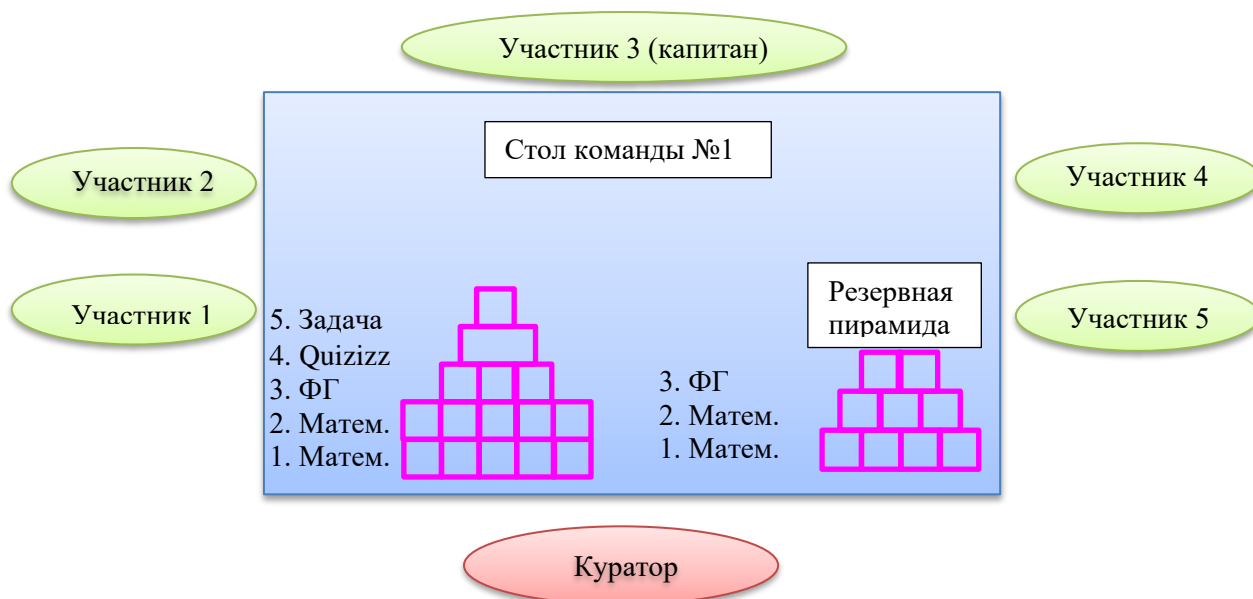 Участник 3 (капитан)
Стол команды №1
Участник 2
Участник 4
Участник 1
Резервная
пирамида
Участник 5
5. Задача
4. Quizizz
3. ФГ
2. Матем.
1. Матем.
3. ФГ
2. Матем.
1. Матем.
Куратор